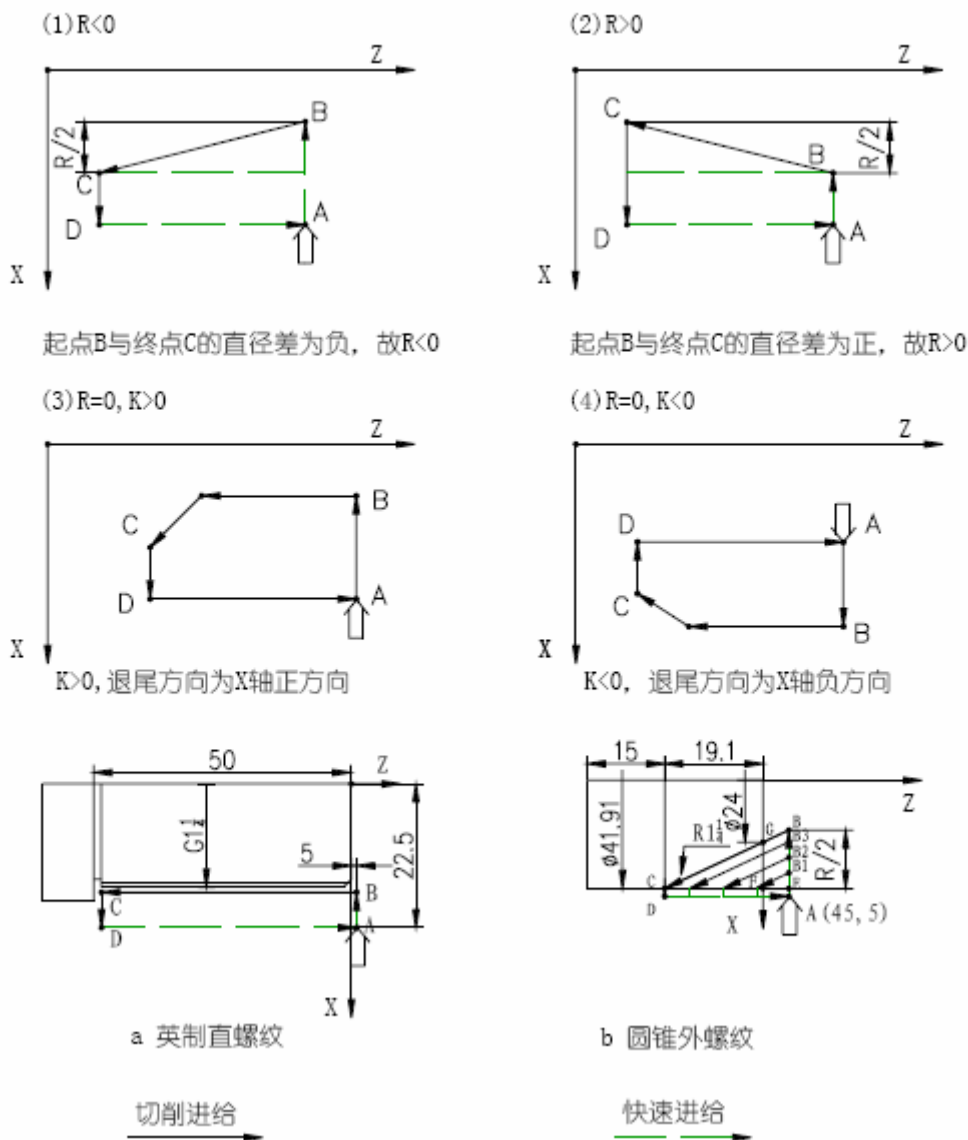 (1)R<0
(2)R>0
Z
Z
B
C
R/2
R/2
C
B
D
A
D
A
X
X
起点B与终点C的直径差为负，故R<0
起点B与终点C的直径差为正，故R>0
(3)R=0,K>0
(4)R=0,K<0
Z
Z
B
C
D
A
D
A
C
B
X
X
K>0,退尾方向为X轴正方向
K<0，退尾方向为X轴负方向
50
Z
15
19.1
Z
ø41.91
ø24
5
22.5
G
B
B3
B2
B1
R/2
C
B
D
A
C
D
X
A(45,5)
X
a 英制直螺纹
b 圆锥外螺纹
切削进给
快速进给